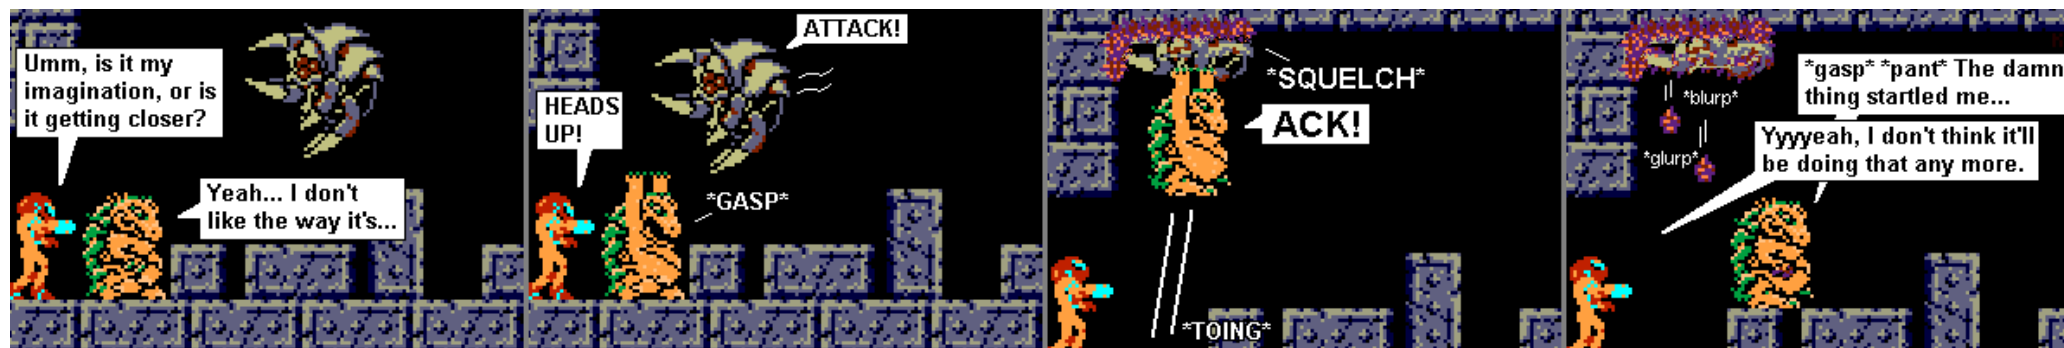 Umm, is it my
imagination, or is
it getting closer?
Yeah... I don't
like the way it's...
ATTACK!
HEADS
UP!
*GASP*
*SQUELCH*
ACK!
*TOING*
*gasp* *pant* The damn
thing startled me...
*blurp*
*glurp*
Yyyyeah, I don't think it'll
be doing that any more.